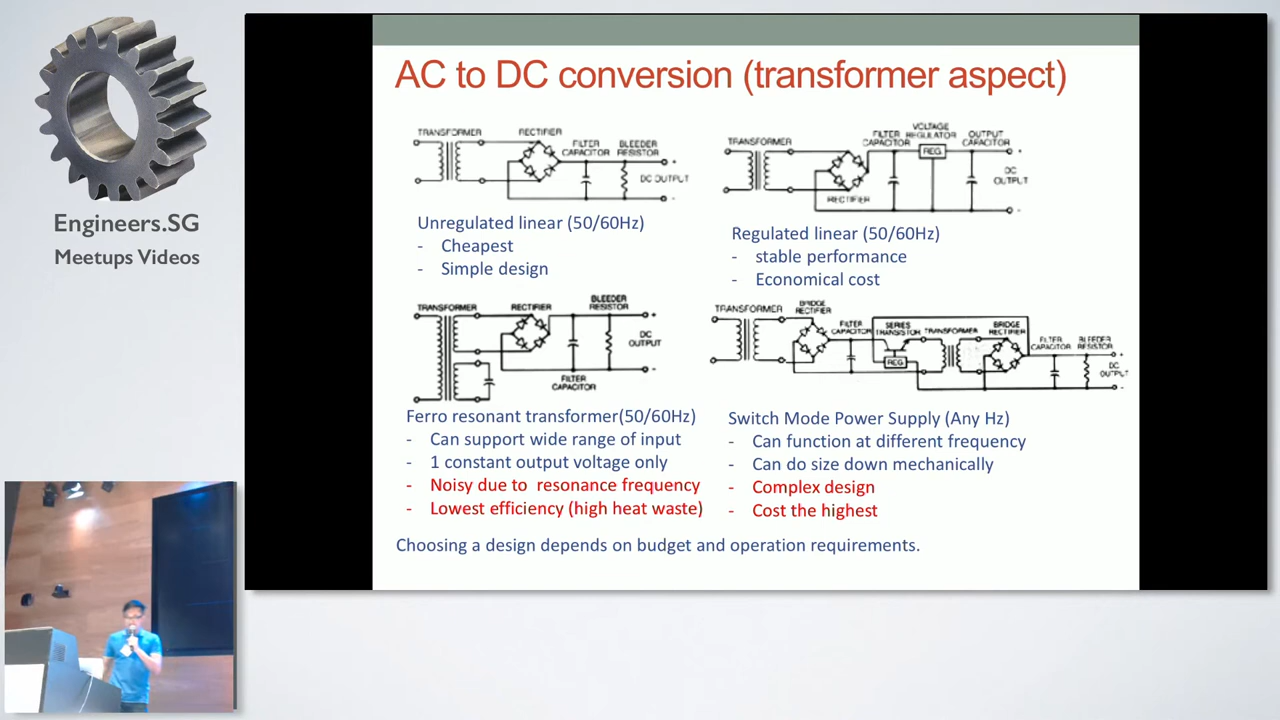 Engineers.SG
Meetups Videos
AC to DC conversion (transformer aspect)
TRANSFORMER
RECTIFIER
FILTER
CAPACITOR
BLEEDER
RESISTOR
+
DC OUTPUT
-
Unregulated linear (50/60Hz)
- Cheapest
- Simple design
TRANSFORMER
FILTER
CAPACITOR
VOLTAGE
REGULATOR
OUTPUT
CAPACITOR
REG
+
DC
OUTPUT
RECTIFIER
-
Regulated linear (50/60Hz)
- stable performance
- Economical cost
TRANSFORMER
RECTIFIER
BLEEDER
RESISTOR
+
DC
OUTPUT
-
FILTER
CAPACITOR
Ferro resonant transformer(50/60Hz)
- Can support wide range of input
- 1 constant output voltage only
- Noisy due to resonance frequency
- Lowest efficiency (high heat waste)
TRANSFORMER
BRIDGE
RECTIFIER
FILTER
CAPACITOR
SERIES
TRANSISTOR
TRANSFORMER
BRIDGE
RECTIFIER
FILTER
CAPACITOR
BLEEDER
RESISTOR
REG
+
DC
OUTPUT
-
Switch Mode Power Supply (Any Hz)
- Can function at different frequency
- Can do size down mechanically
- Complex design
- Cost the highest
Choosing a design depends on budget and operation requirements.